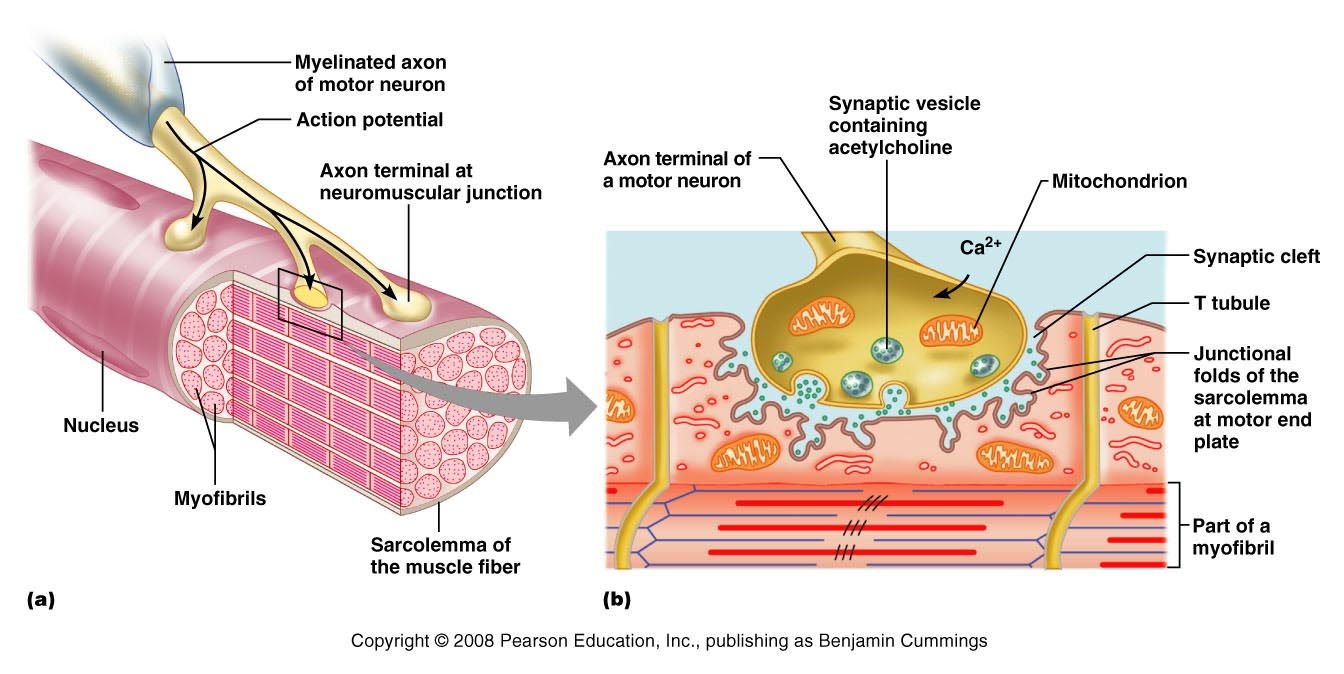 Myelinated axon
of motor neuron
Action potential
Axon terminal at
neuromuscular junction
Nucleus
Myofibrils
Sarcolemma of
the muscle fiber
(a)
Synaptic vesicle
containing
acetylcholine
Axon terminal of
a motor neuron
Mitochondrion
Ca²⁺
Synaptic cleft
T tubule
Junctional
folds of the
sarcolemma
at motor end
plate
Part of a
myofibril
(b)
Copyright © 2008 Pearson Education, Inc., publishing as Benjamin Cummings